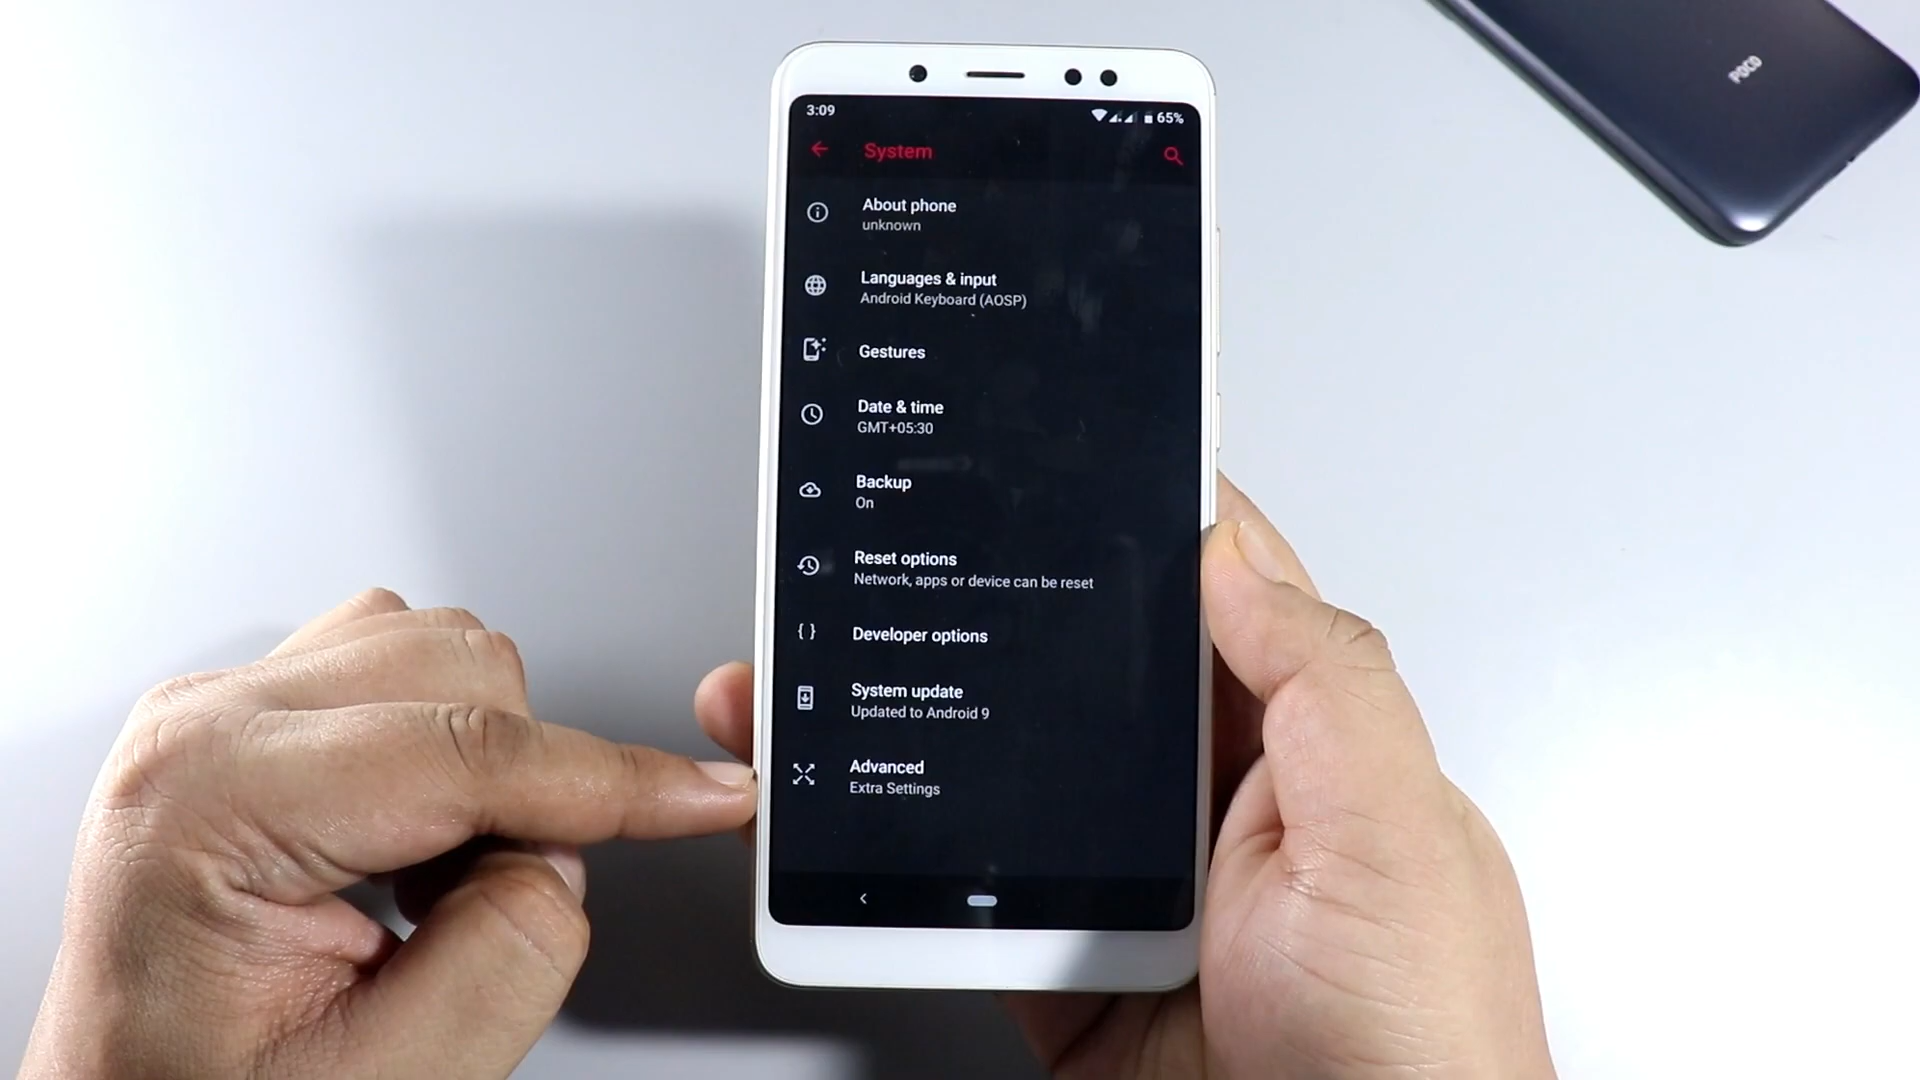 POCO
3:09
65%
System
About phone
unknown
Languages & input
Android Keyboard (AOSP)
Gestures
Date & time
GMT+05:30
Backup
On
Reset options
Network, apps or device can be reset
{ } Developer options
System update
Updated to Android 9
Advanced
Extra Settings